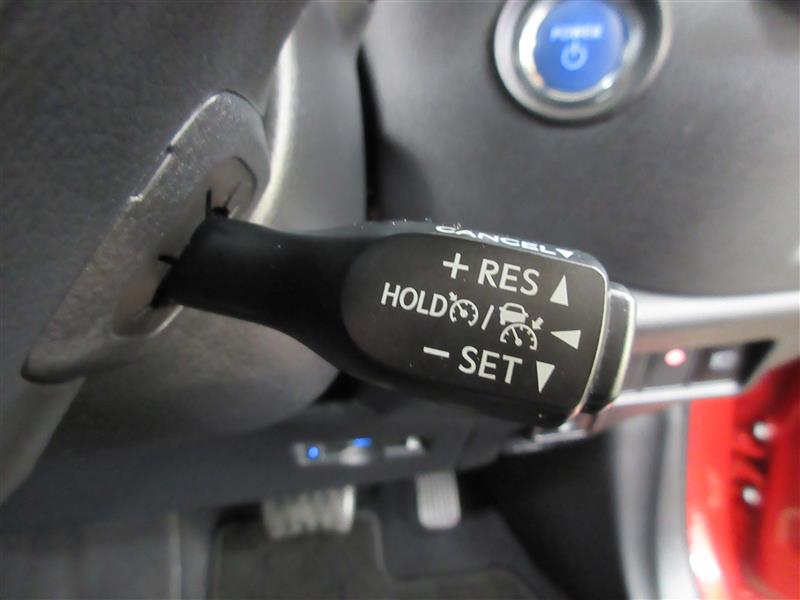 POWER
CANCEL▼
+ RES ▲
HOLD / ◀
− SET ▼